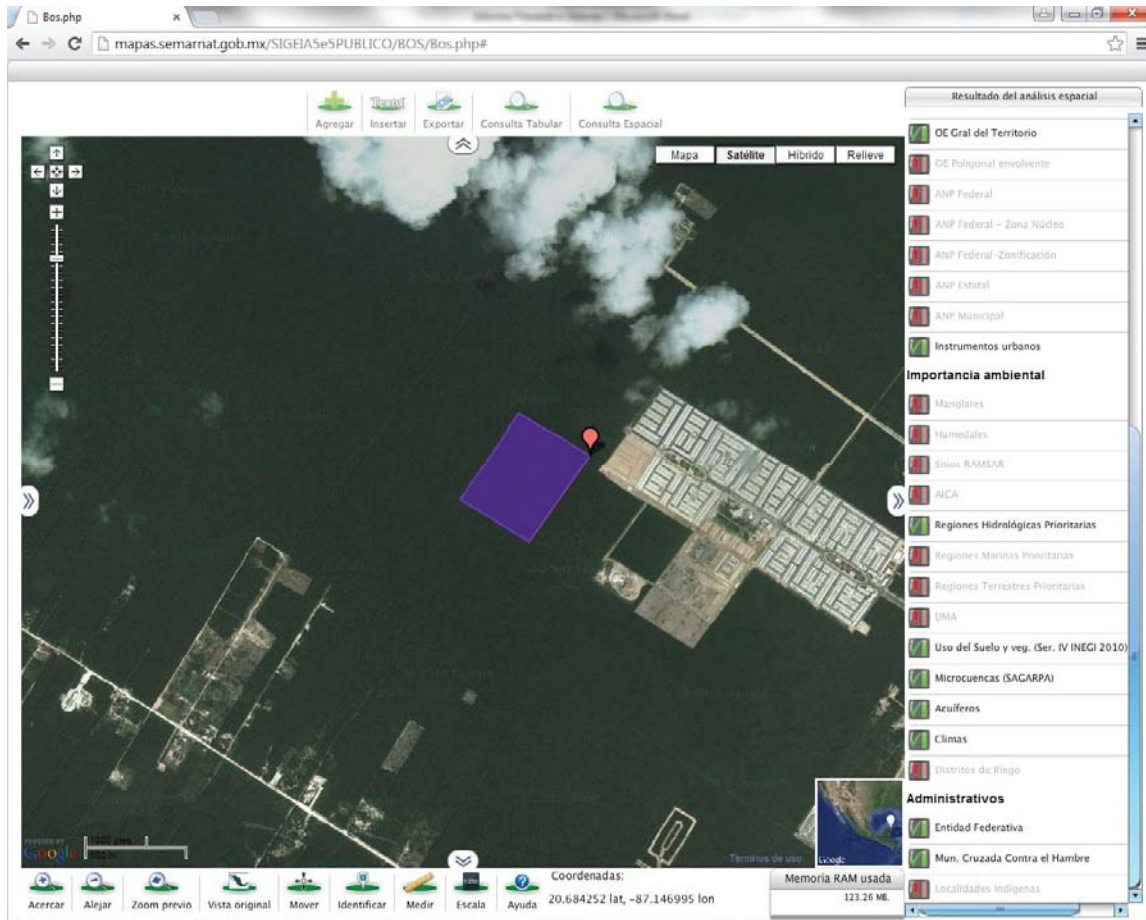 Bos.php
mapas.semarnat.gob.mx/SIGEIA5e5PUBLICO/BOS/Bos.php#
Agregar
Insertar
Exportar
Consulta Tabular
Consulta Espacial
Resultado del análisis espacial
Mapa
Satélite
Híbrido
Relieve
OE Gral del Territorio
OE Poligonal envolvente
ANP Federal
ANP Federal - Zona Núcleo
ANP Federal-Zonificación
ANP Estatal
ANP Municipal
Instrumentos urbanos
Importancia ambiental
Manglares
Humedales
Sitios RAMSAR
AICA
Regiones Hidrológicas Prioritarias
Regiones Marinas Prioritarias
Regiones Terrestres Prioritarias
UMA
Uso del Suelo y veg. (Ser. IV INEGI 2010)
Microcuencas (SAGARPA)
Acuíferos
Climas
Distritos de Riego
Administrativos
Entidad Federativa
Mun. Cruzada Contra el Hambre
Localidades Indígenas
POWERED BY
Google
Términos de uso
Google
Acercar
Alejar
Zoom previo
Vista original
Mover
Identificar
Medir
Escala
Ayuda
Coordenadas:
20.684252 lat, -87.146995 lon
Memoria RAM usada
123.26 MB.